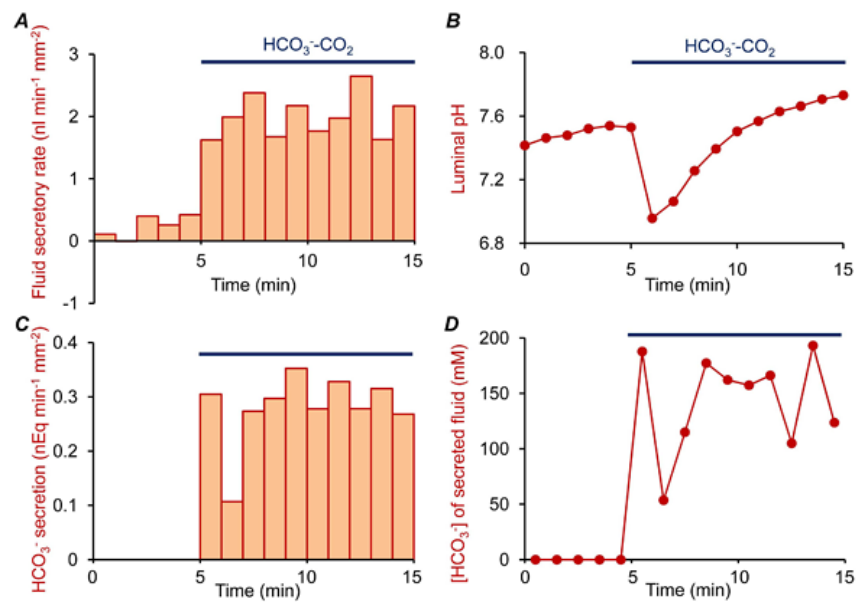 A
HCO₃⁻-CO₂
Fluid secretory rate (nl min⁻¹ mm⁻²)
3
2
1
0
-1
5
10
15
Time (min)
B
HCO₃⁻-CO₂
Luminal pH
8.0
7.6
7.2
6.8
0
5
10
15
Time (min)
C
HCO₃⁻ secretion (nEq min⁻¹ mm⁻²)
0.4
0.3
0.2
0.1
0
0
5
10
15
Time (min)
D
[HCO₃⁻] of secreted fluid (mM)
200
150
100
50
0
0
5
10
15
Time (min)